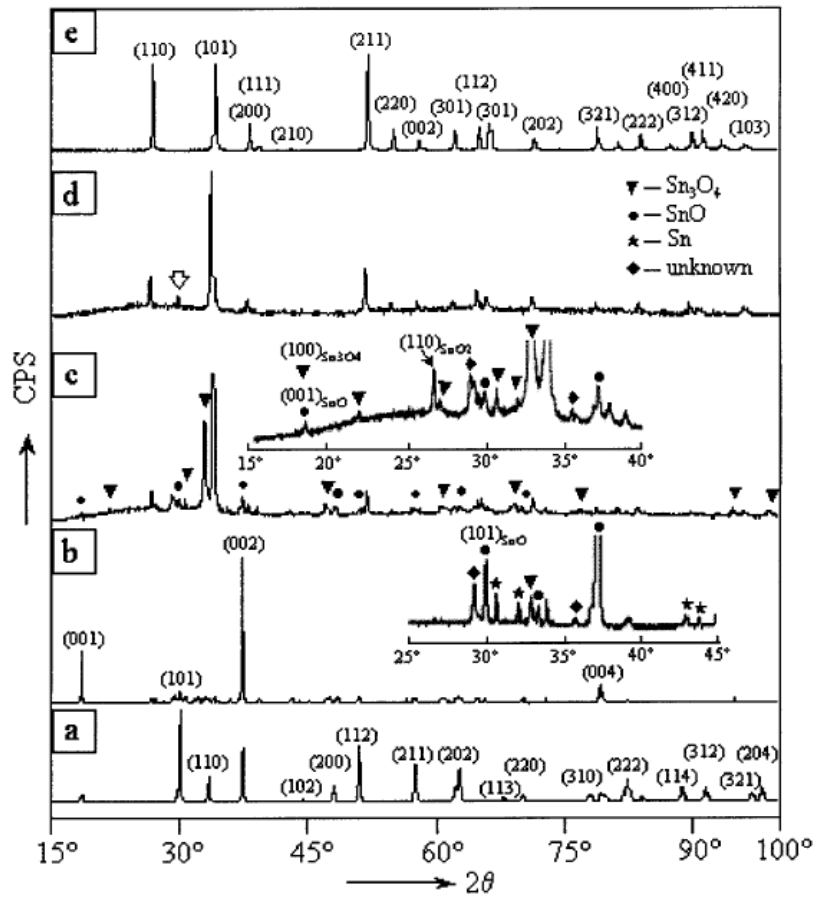 e
(110)
(101)
(111)
(200)
(210)
(211)
(220)
(002)
(301)
(112)
(301)
(202)
(321)
(222)
(400)
(312)
(411)
(420)
(103)
d
▼ — Sn₃O₄
● — SnO
★ — Sn
◆ — unknown
c
(100)Sn3O4
(001)SnO
(110)SnO2
15° 20° 25° 30° 35° 40°
b
(001)
(101)
(002)
(101)SnO
25° 30° 35° 40° 45°
(004)
a
(110)
(102)
(200)
(112)
(211)
(202)
(113)
(220)
(310)
(222)
(114)
(312)
(321)
(204)
CPS
15° 30° 45° 60° 75° 90° 100°
2θ